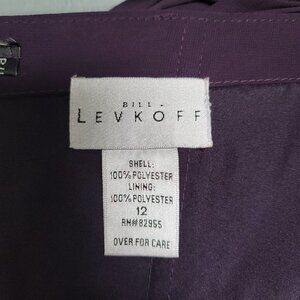 BILL
LEVKOFF
SHELL:
100% POLYESTER
LINING:
100% POLYESTER
12
RN#82955
OVER FOR CARE